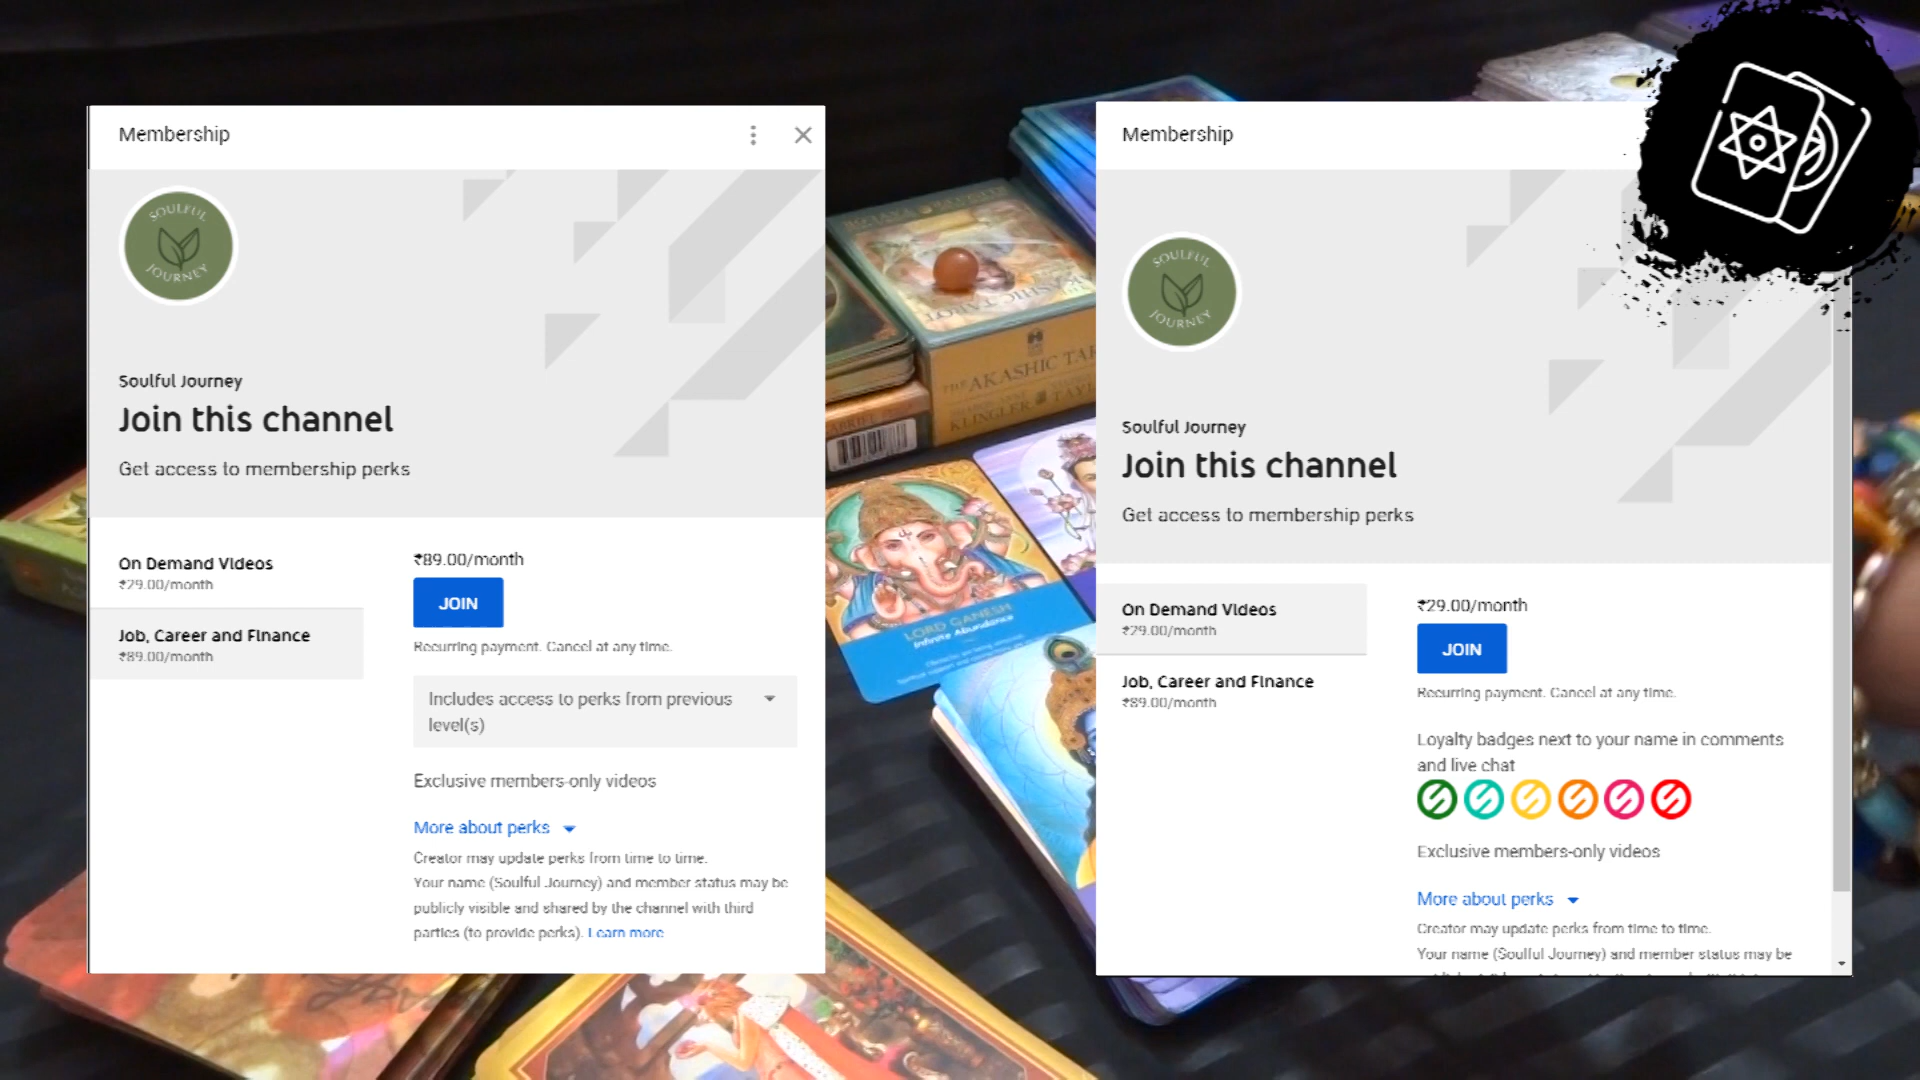 Membership
SOULFUL
JOURNEY
Soulful Journey
Join this channel
Get access to membership perks
On Demand Videos
₹29.00/month
Job, Career and Finance
₹89.00/month
₹89.00/month
JOIN
Recurring payment. Cancel at any time.
Includes access to perks from previous
level(s)
Exclusive members-only videos
More about perks
Creator may update perks from time to time.
Your name (Soulful Journey) and member status may be
publicly visible and shared by the channel with third
parties (to provide perks). Learn more
THE AKASHIC TAR
KLINGLER
TAYL
AKASHIC TAROT
LORD GANESH
Infinite Abundance
Membership
SOULFUL
JOURNEY
Soulful Journey
Join this channel
Get access to membership perks
On Demand Videos
₹29.00/month
Job, Career and Finance
₹89.00/month
₹29.00/month
JOIN
Recurring payment. Cancel at any time.
Loyalty badges next to your name in comments
and live chat
Exclusive members-only videos
More about perks
Creator may update perks from time to time.
Your name (Soulful Journey) and member status may be